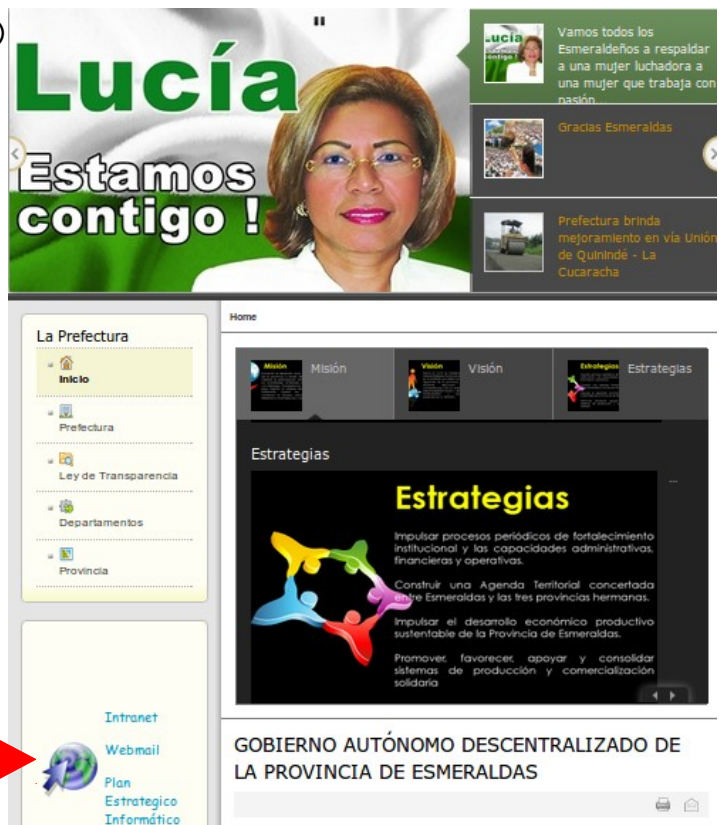 Lucía
Estamos
contigo !
Vamos todos los
Esmeraldeños a respaldar
a una mujer luchadora a
una mujer que trabaja con
pasión...
Gracias Esmeraldas
Prefectura brinda
mejoramiento en vía Unión
de Quinindé - La
Cucaracha
La Prefectura
Inicio
Prefectura
Ley de Transparencia
Departamentos
Provincia
Intranet
Webmail
Plan
Estrategico
Informático
Home
Misión
Misión
Visión
Visión
Estrategias
Estrategias
Estrategias
...
Estrategias
Impulsar procesos periódicos de fortalecimiento
institucional y las capacidades administrativas,
financieras y operativas.
Construir una Agenda Territorial concertada
entre Esmeraldas y las tres provincias hermanas.
Impulsar el desarrollo económico productivo
sustentable de la Provincia de Esmeraldas.
Promover, favorecer, apoyar y consolidar
sistemas de producción y comercialización
solidaria
GOBIERNO AUTÓNOMO DESCENTRALIZADO DE
LA PROVINCIA DE ESMERALDAS